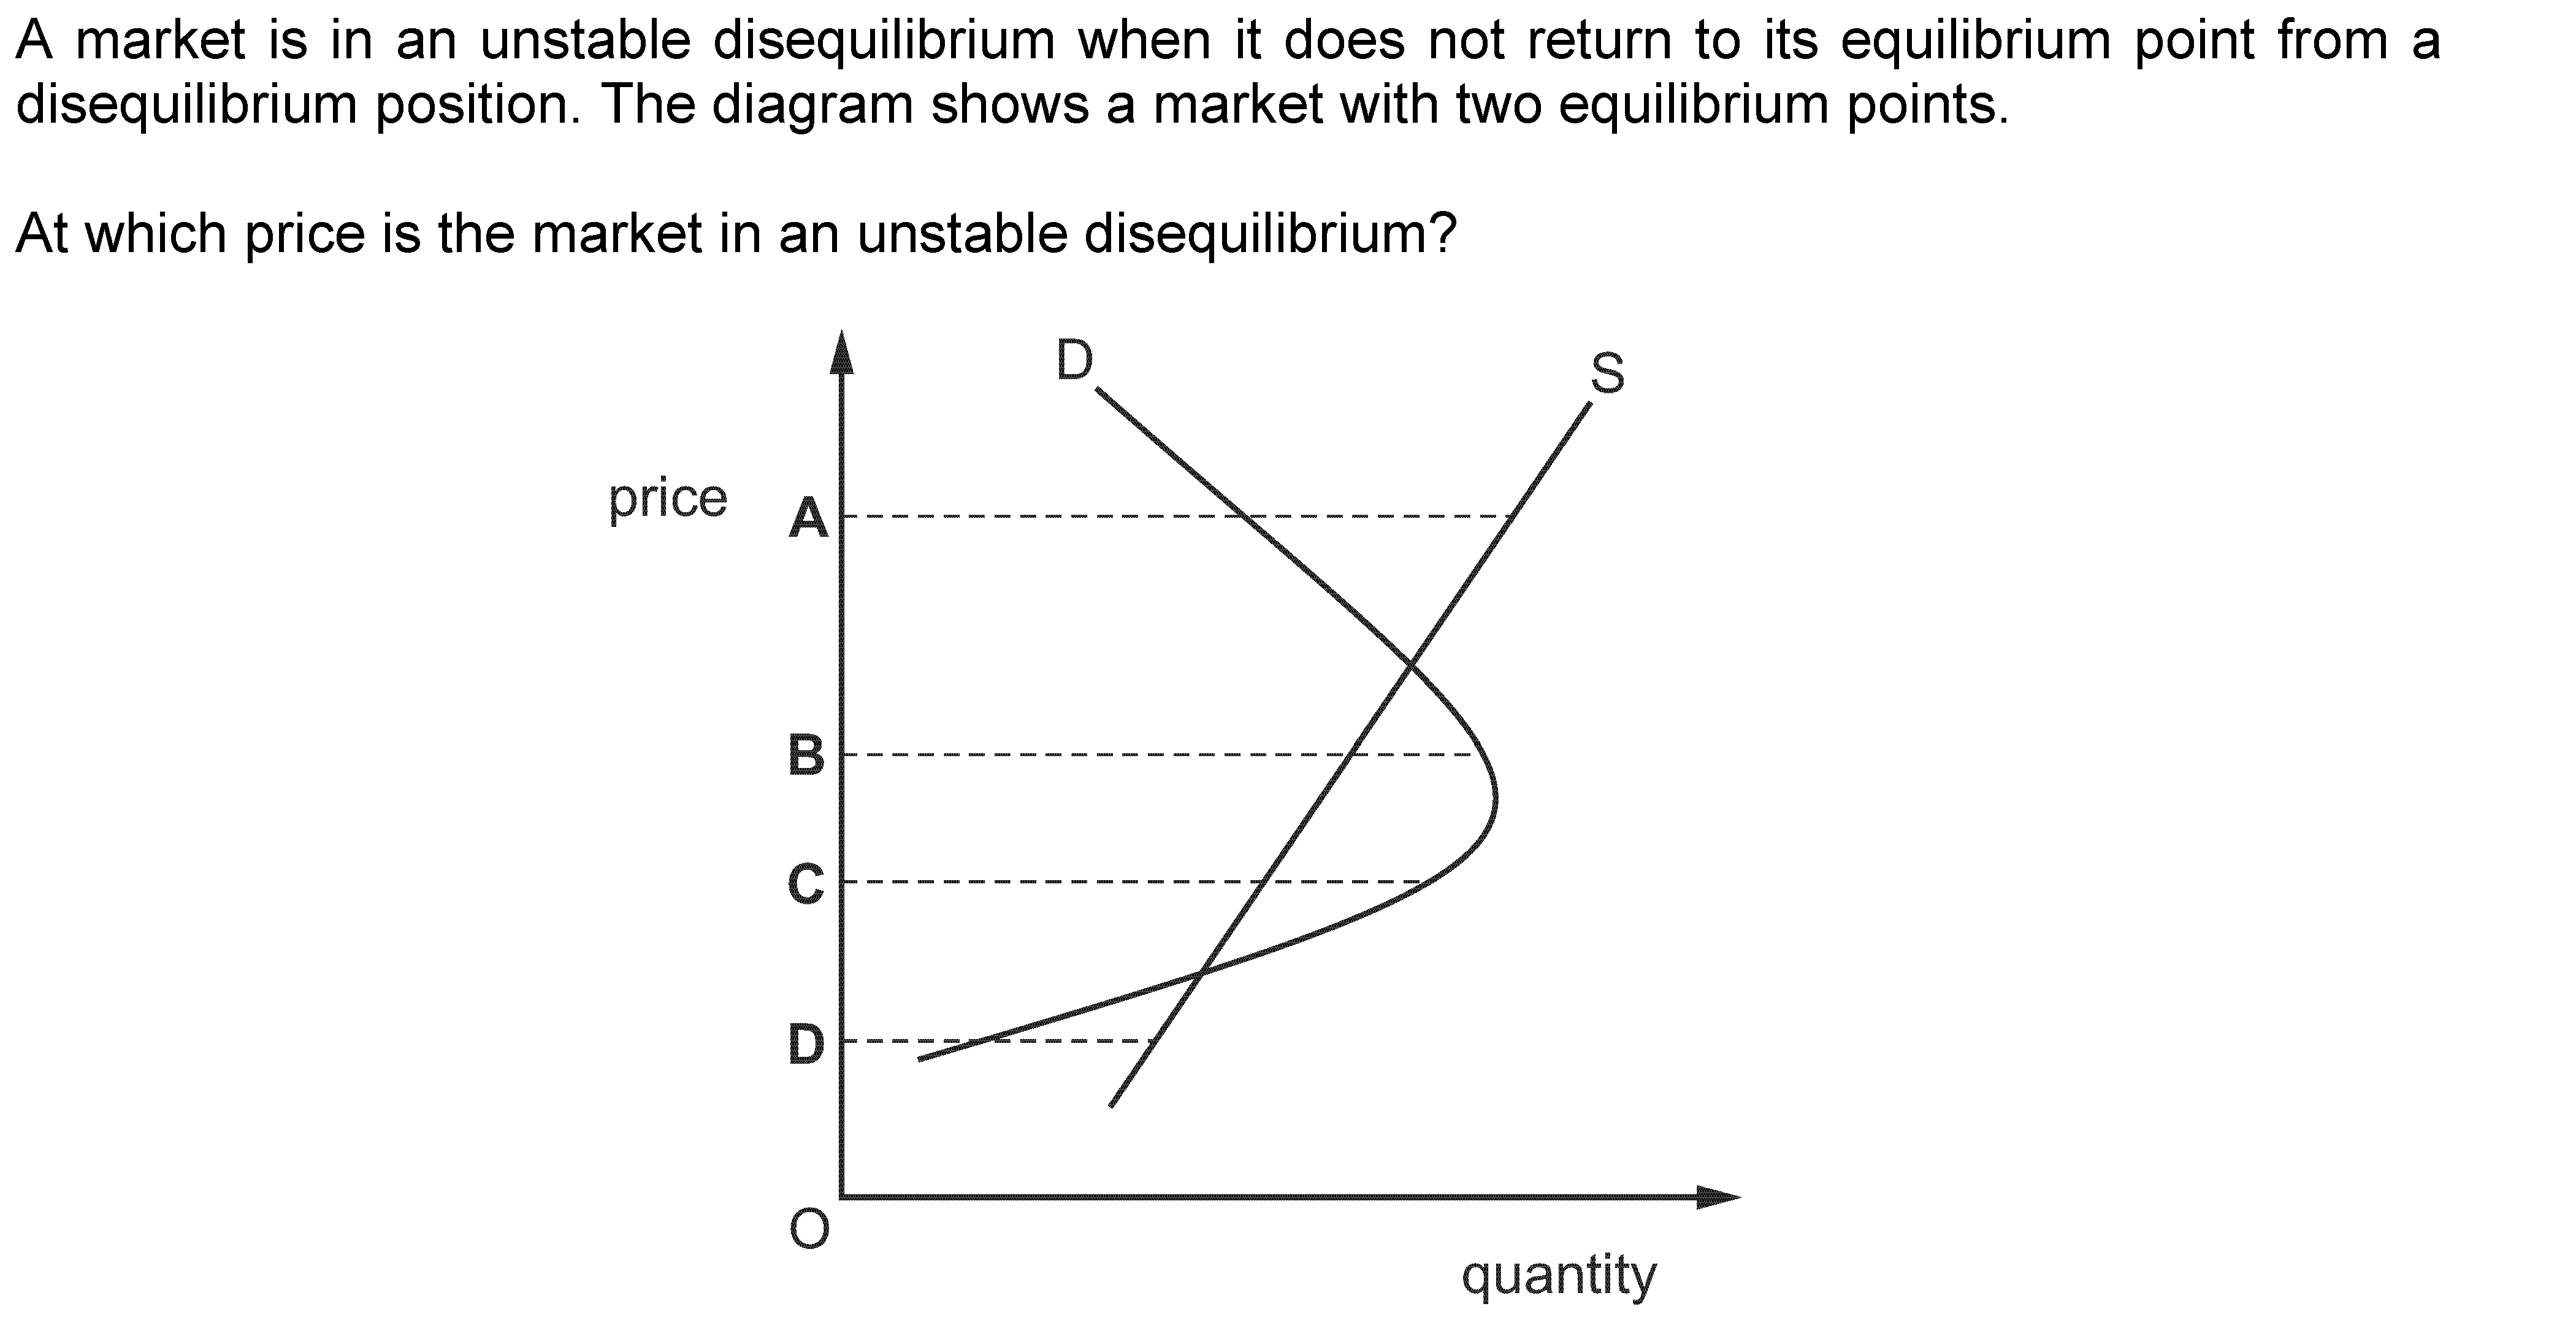 A market is in an unstable disequilibrium when it does not return to its equilibrium point from a
disequilibrium position. The diagram shows a market with two equilibrium points.
At which price is the market in an unstable disequilibrium?
D
S
price
A
B
C
D
O
quantity